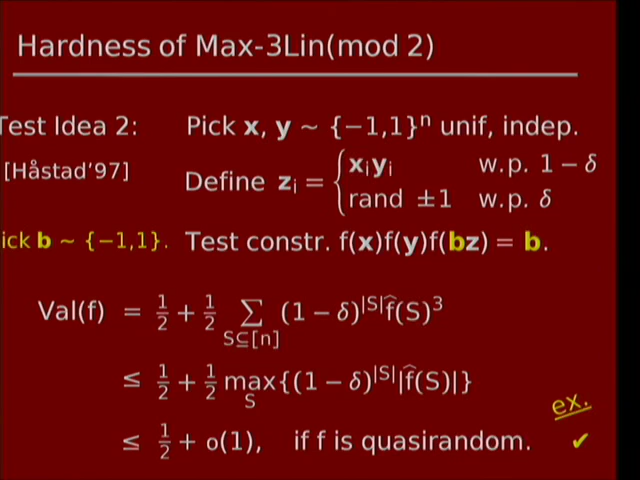 Hardness of Max-3Lin(mod 2)
Test Idea 2: Pick x, y ~ {−1,1}ⁿ unif, indep.
[Håstad'97] Define zᵢ = { xᵢyᵢ w.p. 1 − δ
rand ±1 w.p. δ
ick b ~ {−1,1}. Test constr. f(x)f(y)f(bz) = b.
Val(f) = 1/2 + 1/2 ∑_{S⊆[n]} (1 − δ)^{|S|} f̂(S)³
≤ 1/2 + 1/2 max_S {(1 − δ)^{|S|} |f̂(S)|}
ex.
≤ 1/2 + o(1), if f is quasirandom. ✔